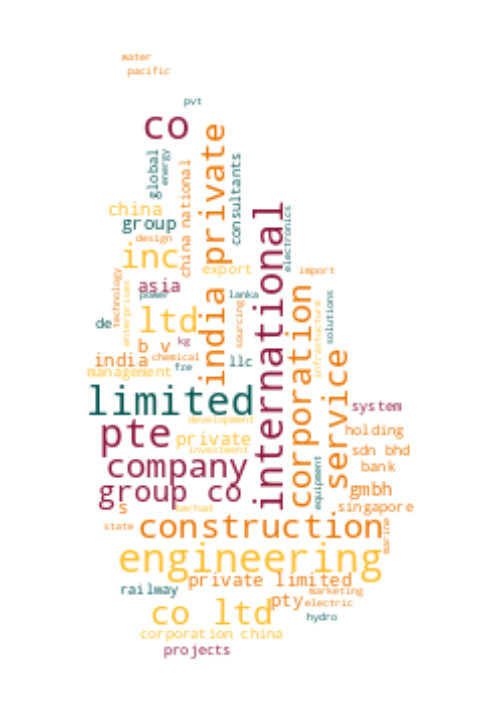 water
pacific
pvt
co
global
energy
china national
india private
consultants
china
group
design
inc
export
international
electronics
import
technology
enterprises
asia
power
lanka
de
ltd
sourcing
corporation
infrastructure
solutions
b v
kg
india
chemical
fze
llc
management
service
limited
development
system
pte
private
investment
holding
company
sdn bhd
bank
group co
equipment
gmbh
s
berhad
singapore
state
construction
marine
engineering
private limited
railway
marketing
pty
electric
co ltd
hydro
corporation china
projects